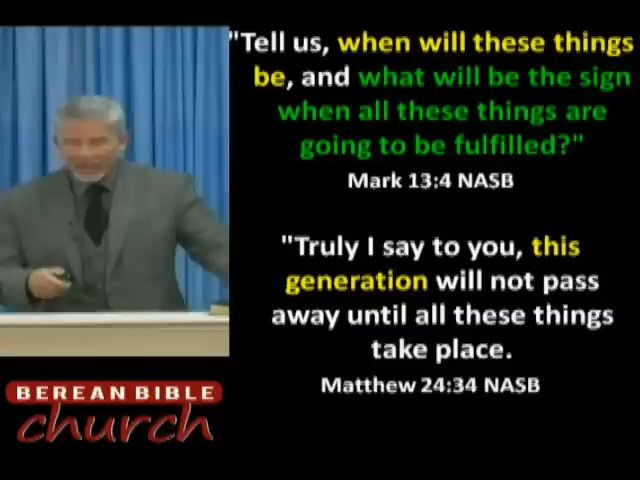 "Tell us, when will these things
be, and what will be the sign
when all these things are
going to be fulfilled?"
Mark 13:4 NASB
"Truly I say to you, this
generation will not pass
away until all these things
take place.
Matthew 24:34 NASB
BEREAN BIBLE
church